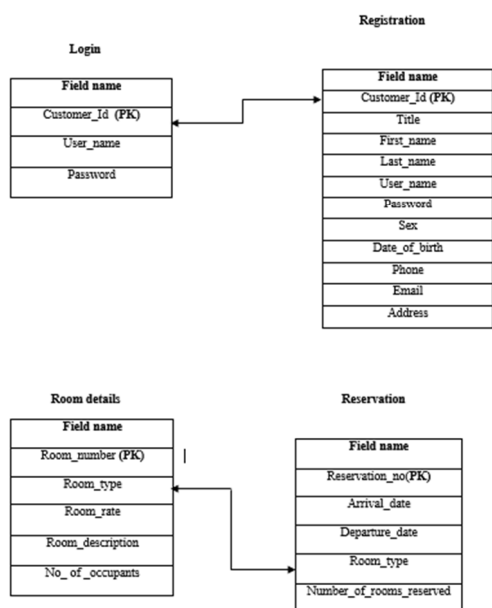 Login
Field name
Customer_Id (PK)
User_name
Password
Registration
Field name
Customer_Id (PK)
Title
First_name
Last_name
User_name
Password
Sex
Date_of_birth
Phone
Email
Address
Room details
Field name
Room_number (PK)
Room_type
Room_rate
Room_description
No_ of _occupants
Reservation
Field name
Reservation_no(PK)
Arrival_date
Departure_date
Room_type
Number_of_rooms_reserved